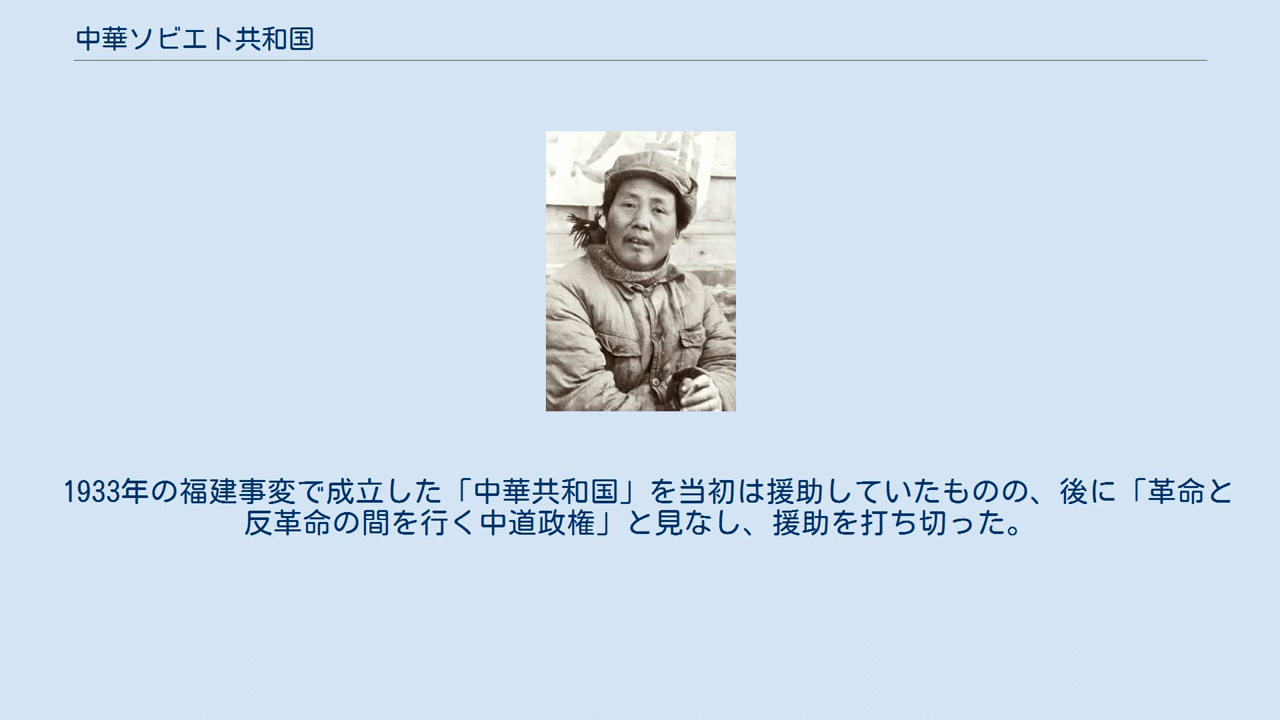 中華ソビエト共和国
1933年の福建事変で成立した「中華共和国」を当初は援助していたものの、後に「革命と
反革命の間を行く中道政権」と見なし、援助を打ち切った。